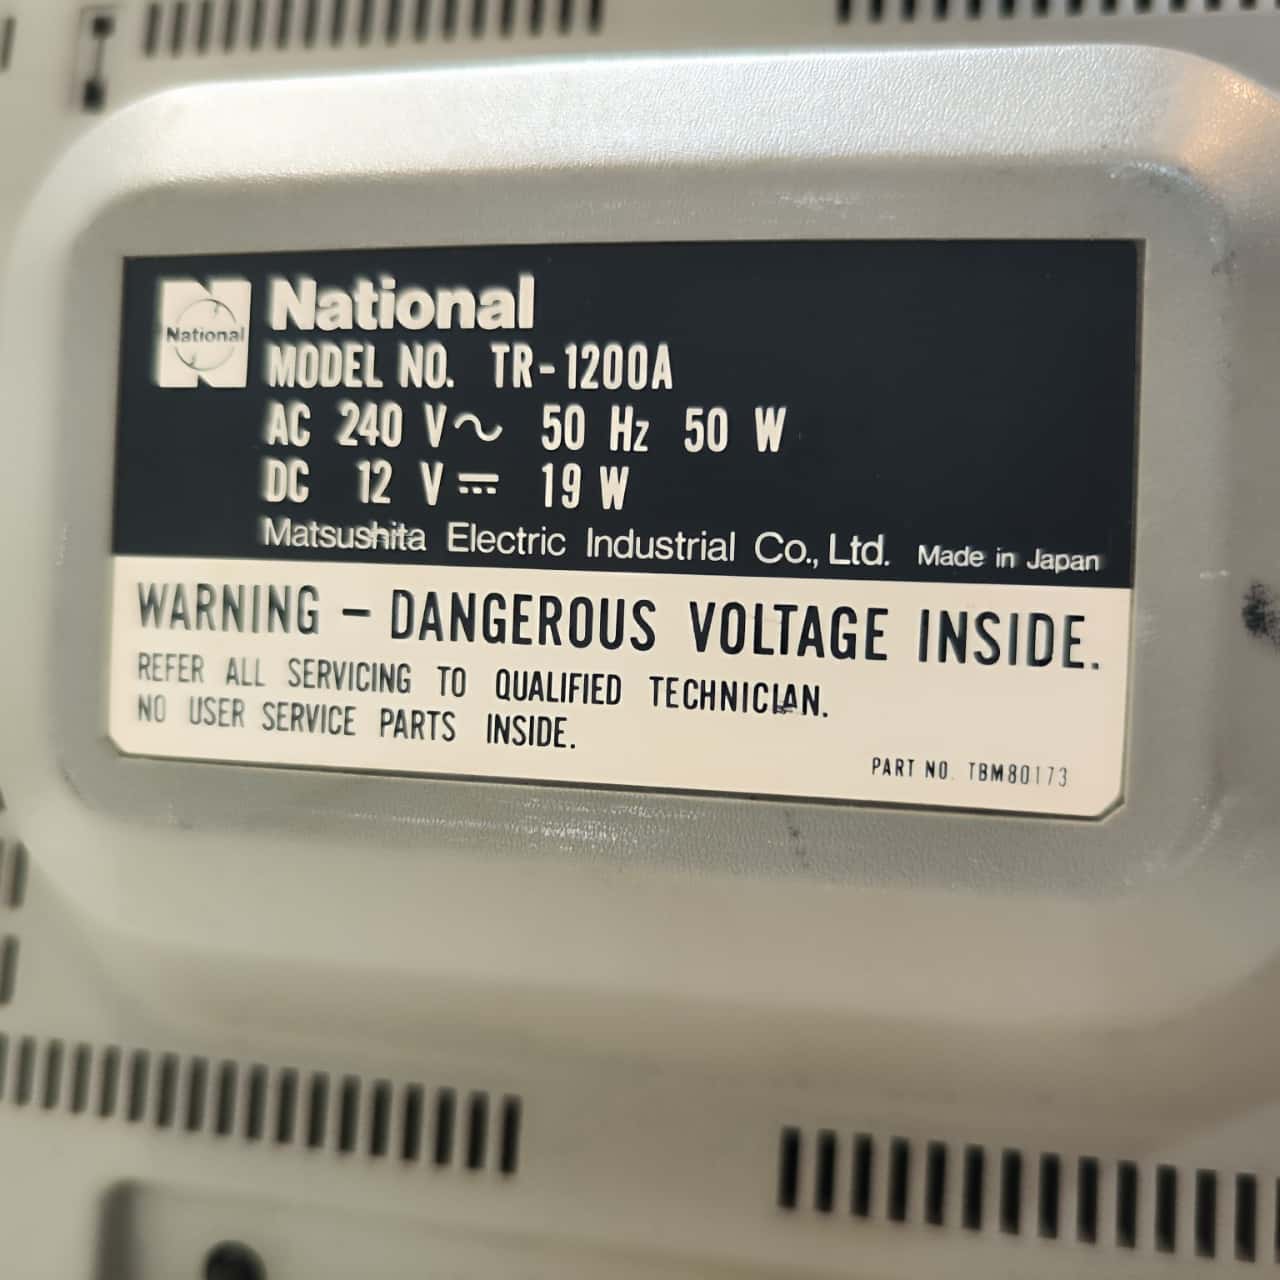 National
National
MODEL NO. TR-1200A
AC 240 V~ 50 Hz 50 W
DC 12 V⎓ 19 W
Matsushita Electric Industrial Co., Ltd. Made in Japan
WARNING – DANGEROUS VOLTAGE INSIDE.
REFER ALL SERVICING TO QUALIFIED TECHNICIAN.
NO USER SERVICE PARTS INSIDE.
PART NO. TBM80173